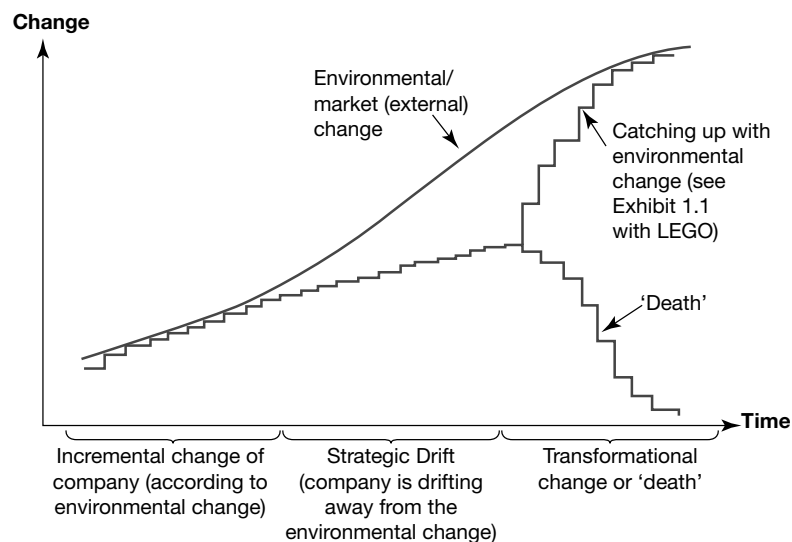 Change
Environmental/
market (external)
change
Catching up with
environmental
change (see
Exhibit 1.1
with LEGO)
‘Death’
Time
Incremental change of
company (according to
environmental change)
Strategic Drift
(company is drifting
away from the
environmental change)
Transformational
change or ‘death’